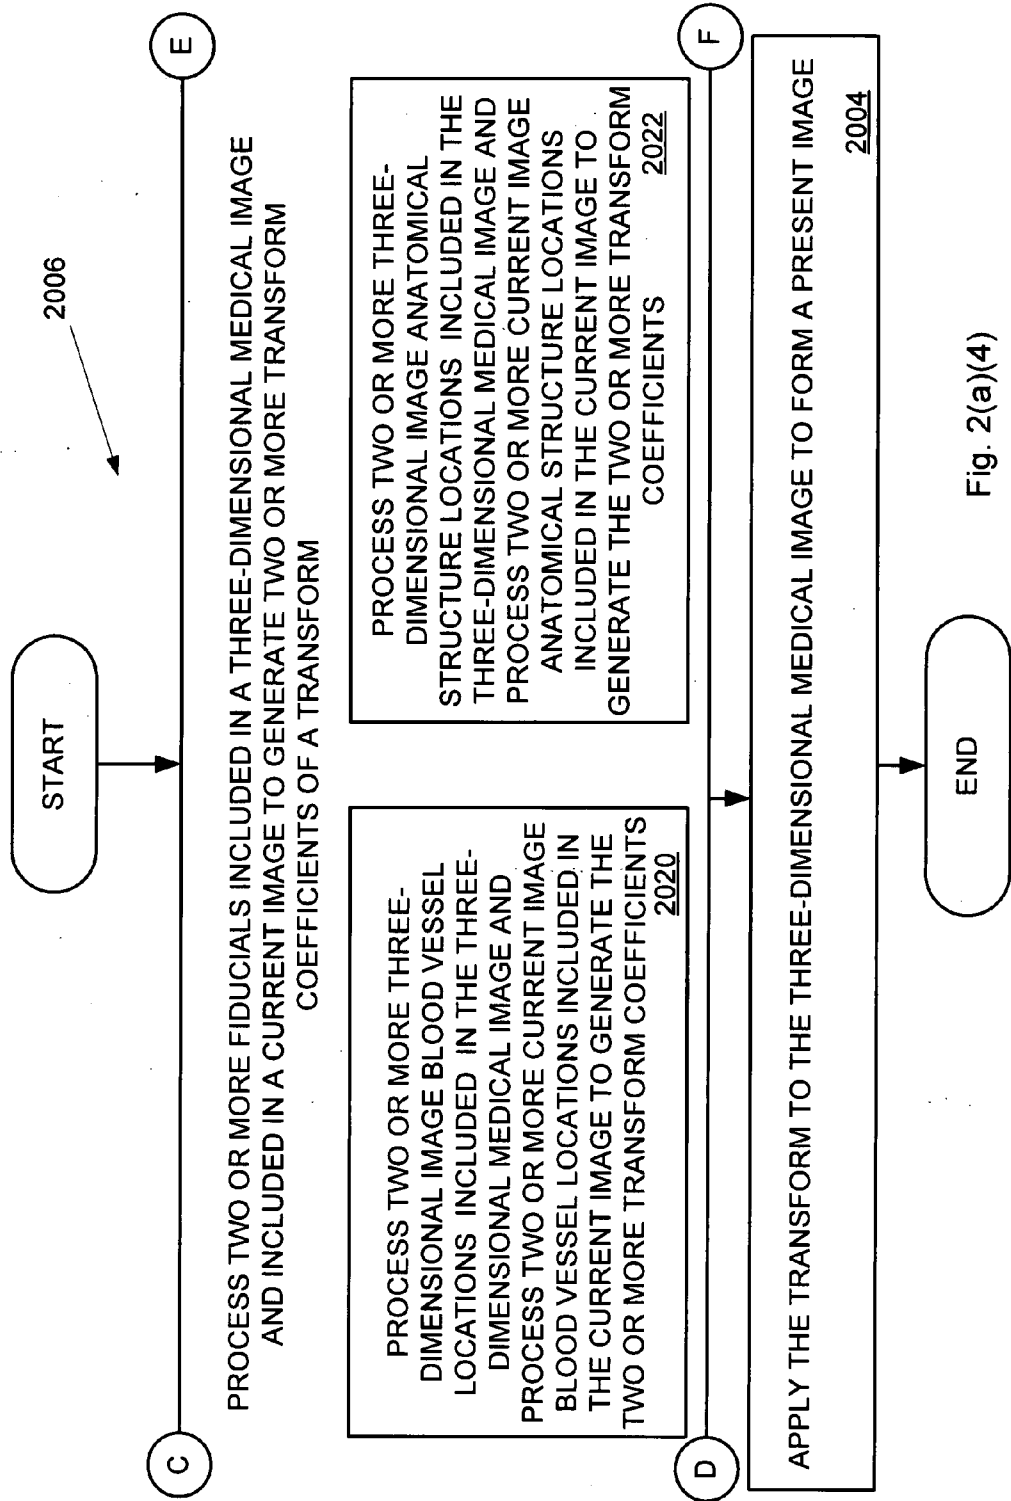 2006
START
C
E
PROCESS TWO OR MORE FIDUCIALS INCLUDED IN A THREE-DIMENSIONAL MEDICAL IMAGE
AND INCLUDED IN A CURRENT IMAGE TO GENERATE TWO OR MORE TRANSFORM
COEFFICIENTS OF A TRANSFORM
PROCESS TWO OR MORE THREE-
DIMENSIONAL IMAGE BLOOD VESSEL
LOCATIONS INCLUDED IN THE THREE-
DIMENSIONAL MEDICAL IMAGE AND
PROCESS TWO OR MORE CURRENT IMAGE
BLOOD VESSEL LOCATIONS INCLUDED IN
THE CURRENT IMAGE TO GENERATE THE
TWO OR MORE TRANSFORM COEFFICIENTS
2020
PROCESS TWO OR MORE THREE-
DIMENSIONAL IMAGE ANATOMICAL
STRUCTURE LOCATIONS INCLUDED IN THE
THREE-DIMENSIONAL MEDICAL IMAGE AND
PROCESS TWO OR MORE CURRENT IMAGE
ANATOMICAL STRUCTURE LOCATIONS
INCLUDED IN THE CURRENT IMAGE TO
GENERATE THE TWO OR MORE TRANSFORM
COEFFICIENTS 2022
D
F
APPLY THE TRANSFORM TO THE THREE-DIMENSIONAL MEDICAL IMAGE TO FORM A PRESENT IMAGE
2004
END
Fig. 2(a)(4)